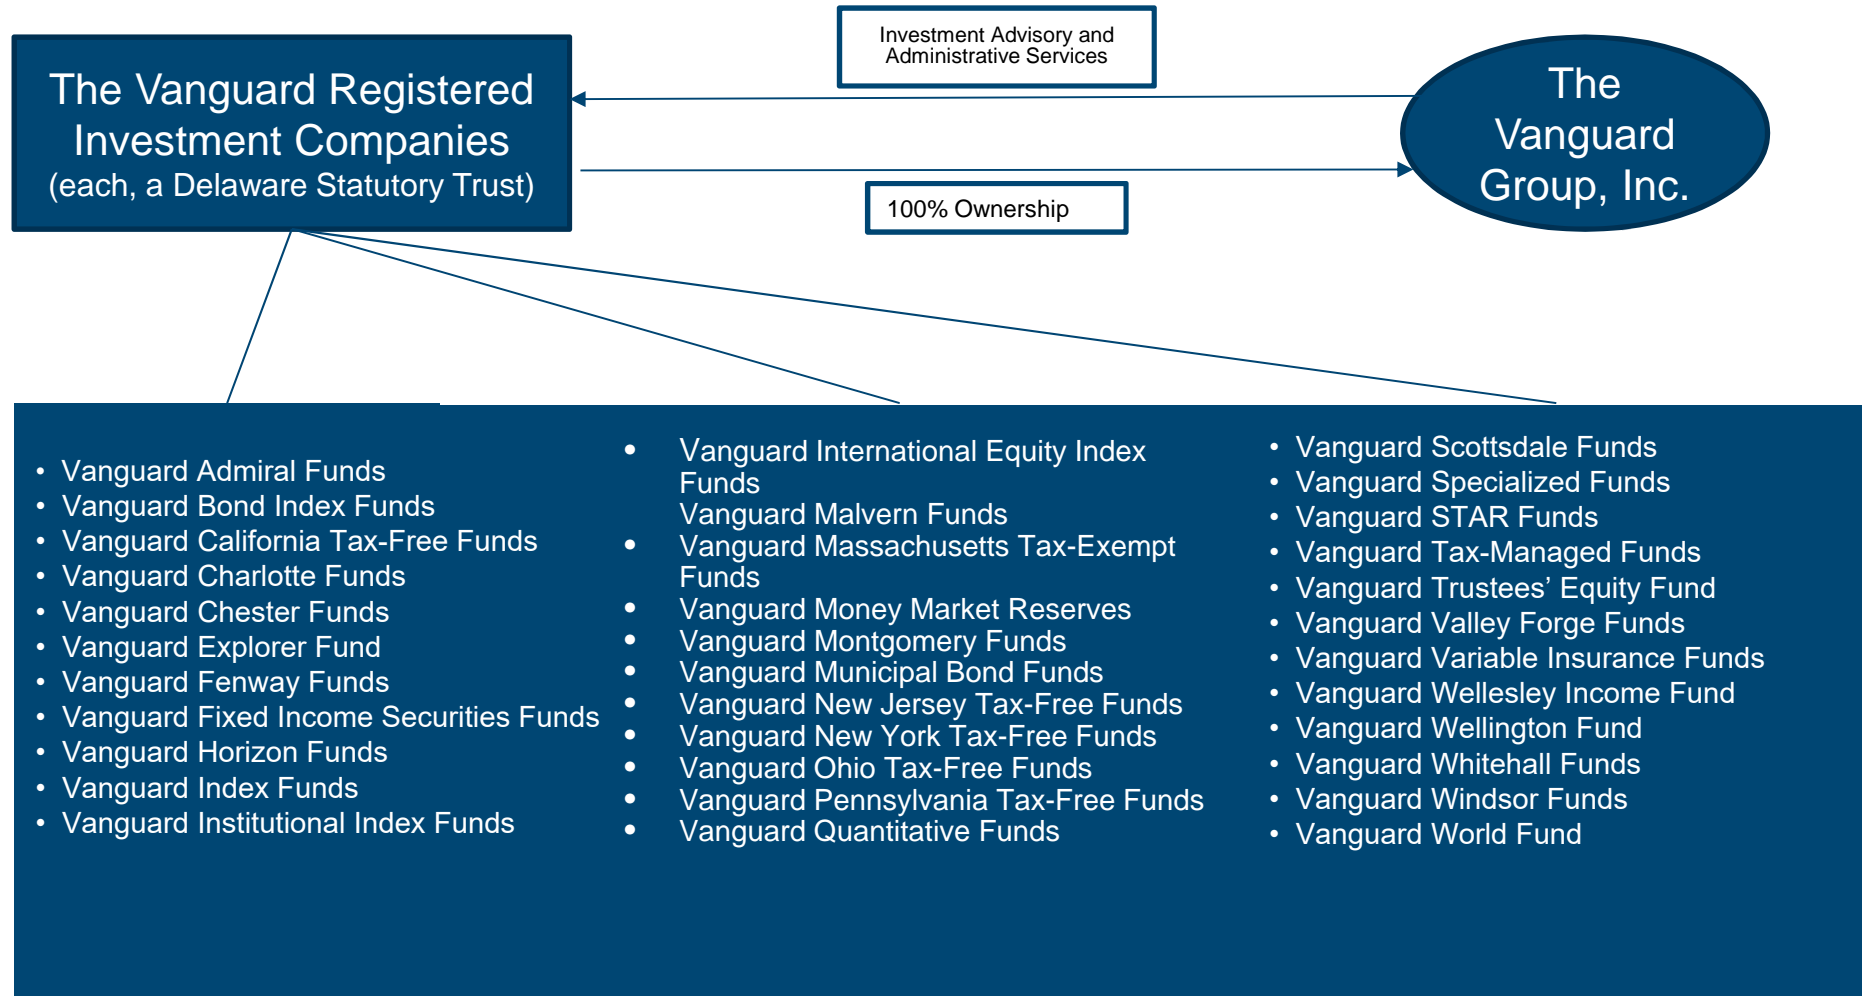 Investment Advisory and
Administrative Services
The Vanguard Registered
Investment Companies
(each, a Delaware Statutory Trust)
The
Vanguard
Group, Inc.
100% Ownership
• Vanguard Admiral Funds
• Vanguard Bond Index Funds
• Vanguard California Tax-Free Funds
• Vanguard Charlotte Funds
• Vanguard Chester Funds
• Vanguard Explorer Fund
• Vanguard Fenway Funds
• Vanguard Fixed Income Securities Funds
• Vanguard Horizon Funds
• Vanguard Index Funds
• Vanguard Institutional Index Funds
• Vanguard International Equity Index
Funds
Vanguard Malvern Funds
• Vanguard Massachusetts Tax-Exempt
Funds
• Vanguard Money Market Reserves
• Vanguard Montgomery Funds
• Vanguard Municipal Bond Funds
• Vanguard New Jersey Tax-Free Funds
• Vanguard New York Tax-Free Funds
• Vanguard Ohio Tax-Free Funds
• Vanguard Pennsylvania Tax-Free Funds
• Vanguard Quantitative Funds
• Vanguard Scottsdale Funds
• Vanguard Specialized Funds
• Vanguard STAR Funds
• Vanguard Tax-Managed Funds
• Vanguard Trustees’ Equity Fund
• Vanguard Valley Forge Funds
• Vanguard Variable Insurance Funds
• Vanguard Wellesley Income Fund
• Vanguard Wellington Fund
• Vanguard Whitehall Funds
• Vanguard Windsor Funds
• Vanguard World Fund